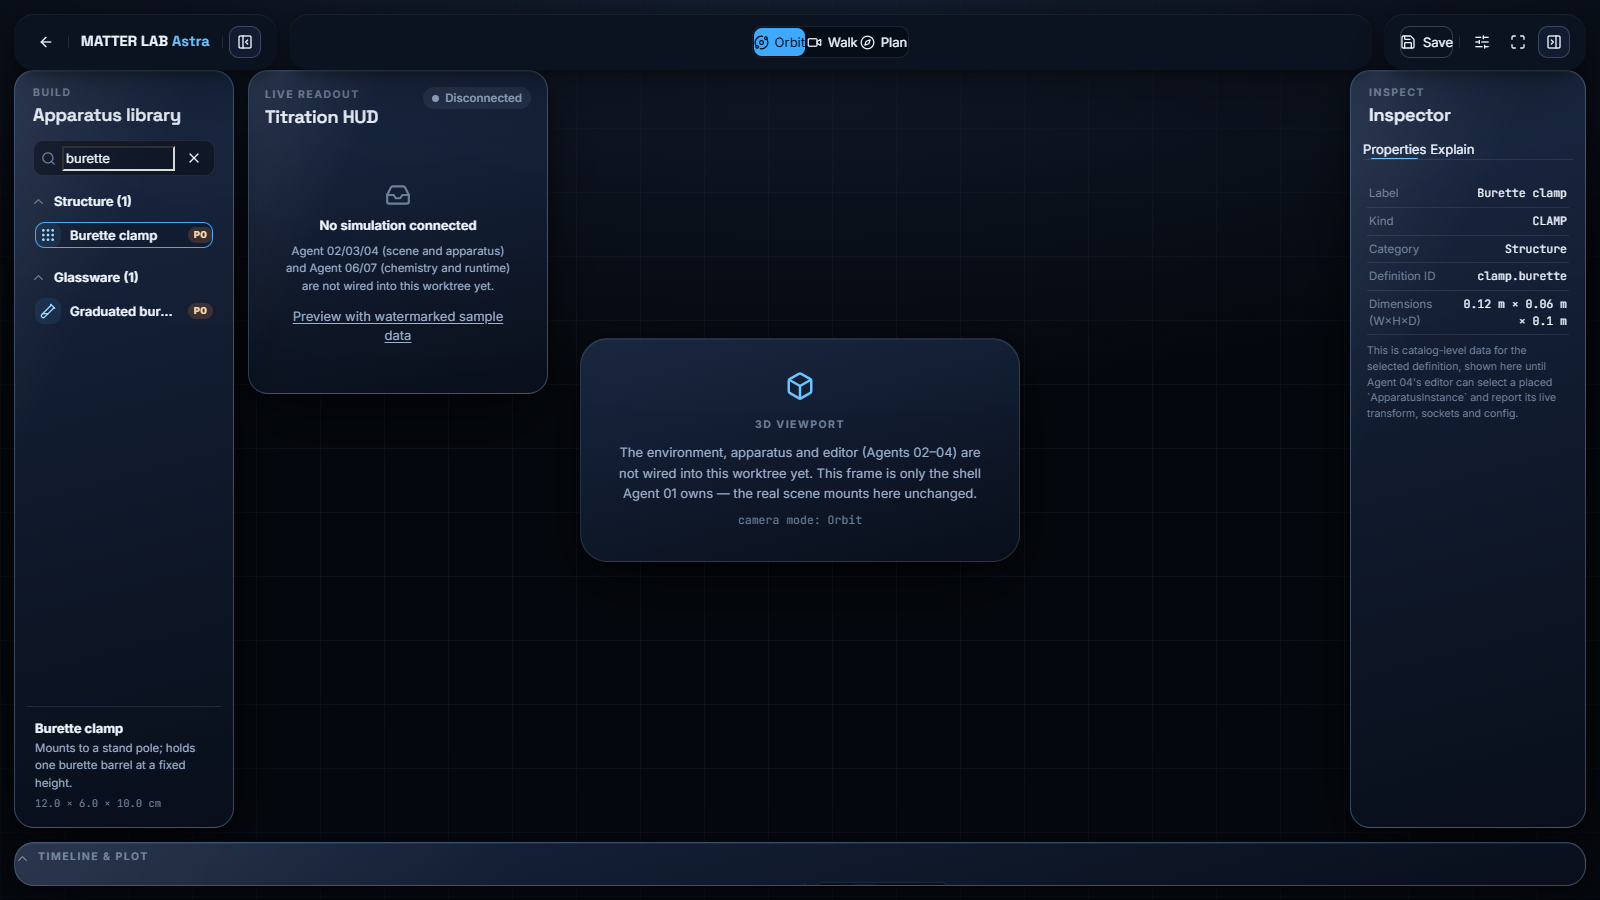 MATTER LAB Astra
Orbit Walk Plan
Save
BUILD
Apparatus library
burette
Structure (1)
Burette clamp P0
Glassware (1)
Graduated bur... P0
Burette clamp
Mounts to a stand pole; holds
one burette barrel at a fixed
height.
12.0 × 6.0 × 10.0 cm
LIVE READOUT
Titration HUD
Disconnected
No simulation connected
Agent 02/03/04 (scene and apparatus)
and Agent 06/07 (chemistry and runtime)
are not wired into this worktree yet.
Preview with watermarked sample
data
3D VIEWPORT
The environment, apparatus and editor (Agents 02–04) are
not wired into this worktree yet. This frame is only the shell
Agent 01 owns — the real scene mounts here unchanged.
camera mode: Orbit
INSPECT
Inspector
Properties Explain
Label Burette clamp
Kind CLAMP
Category Structure
Definition ID clamp.burette
Dimensions 0.12 m × 0.06 m
(W×H×D) × 0.1 m
This is catalog-level data for the
selected definition, shown here until
Agent 04's editor can select a placed
`ApparatusInstance` and report its live
transform, sockets and config.
TIMELINE & PLOT